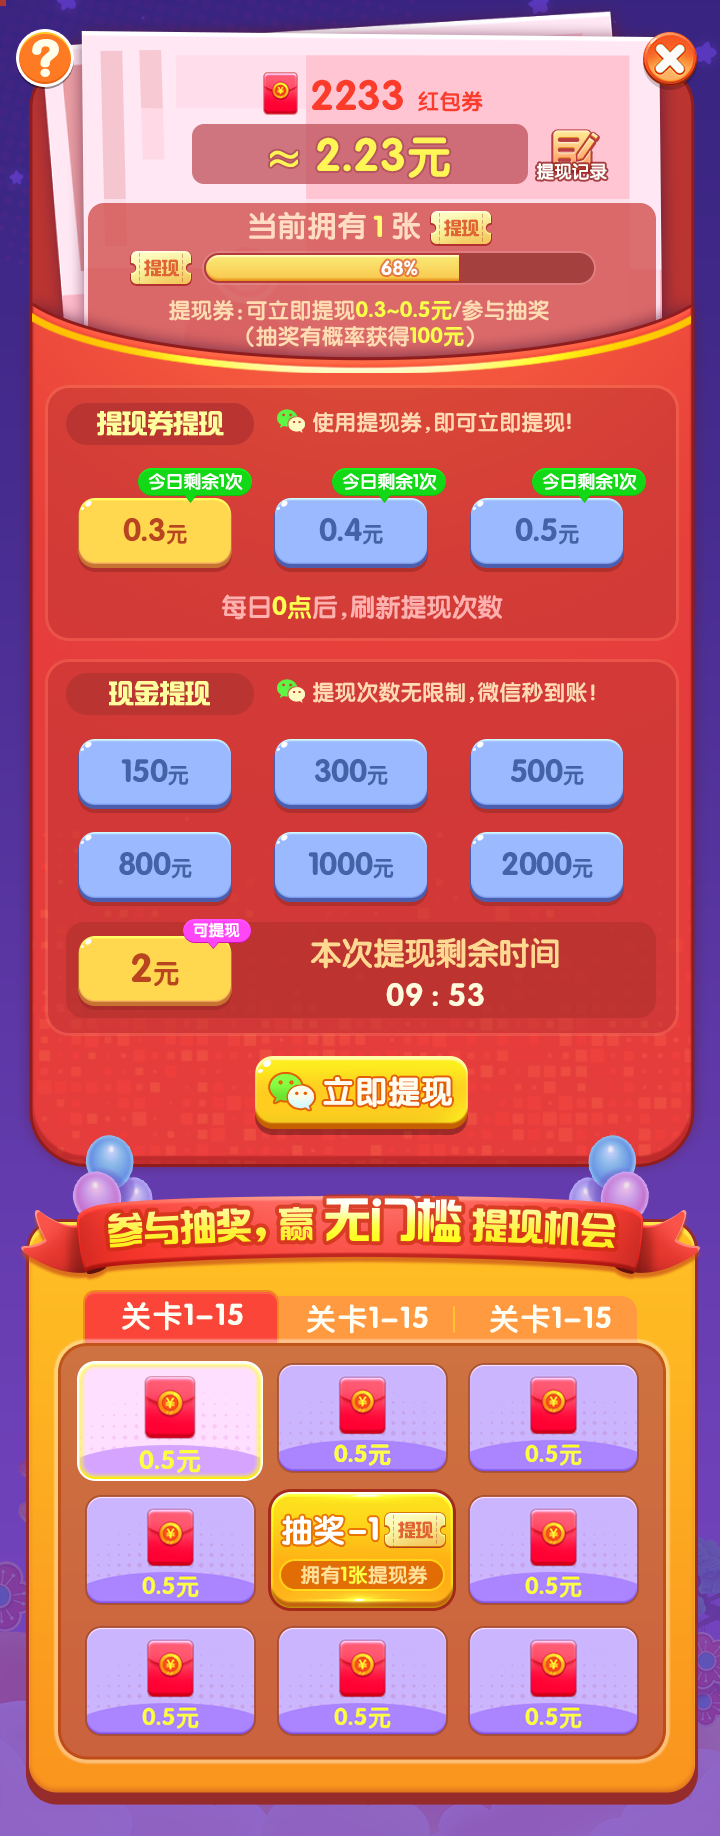 ?
2233 红包券
≈ 2.23元
提现记录
当前拥有1张 提现
提现 68%
提现券:可立即提现0.3~0.5元/参与抽奖
(抽奖有概率获得100元)
提现券提现 使用提现券,即可立即提现!
今日剩余1次 今日剩余1次 今日剩余1次
0.3元 0.4元 0.5元
每日0点后,刷新提现次数
现金提现 提现次数无限制,微信秒到账!
150元 300元 500元
800元 1000元 2000元
可提现
2元 本次提现剩余时间
09 : 53
立即提现
参与抽奖,赢 无门槛 提现机会
关卡1-15 关卡1-15 关卡1-15
¥ ¥ ¥
0.5元 0.5元 0.5元
¥ 抽奖-1 提现 ¥
0.5元 拥有1张提现券 0.5元
¥ ¥ ¥
0.5元 0.5元 0.5元